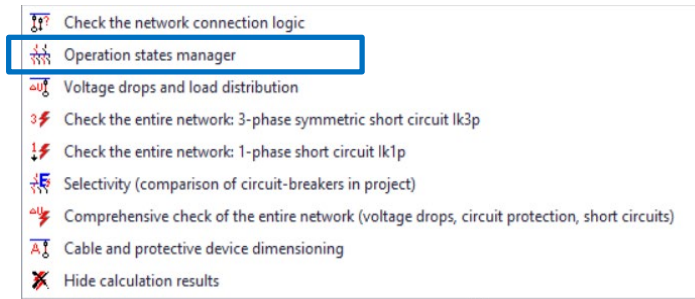 Check the network connection logic
Operation states manager
Voltage drops and load distribution
Check the entire network: 3-phase symmetric short circuit Ik3p
Check the entire network: 1-phase short circuit Ik1p
Selectivity (comparison of circuit-breakers in project)
Comprehensive check of the entire network (voltage drops, circuit protection, short circuits)
Cable and protective device dimensioning
Hide calculation results